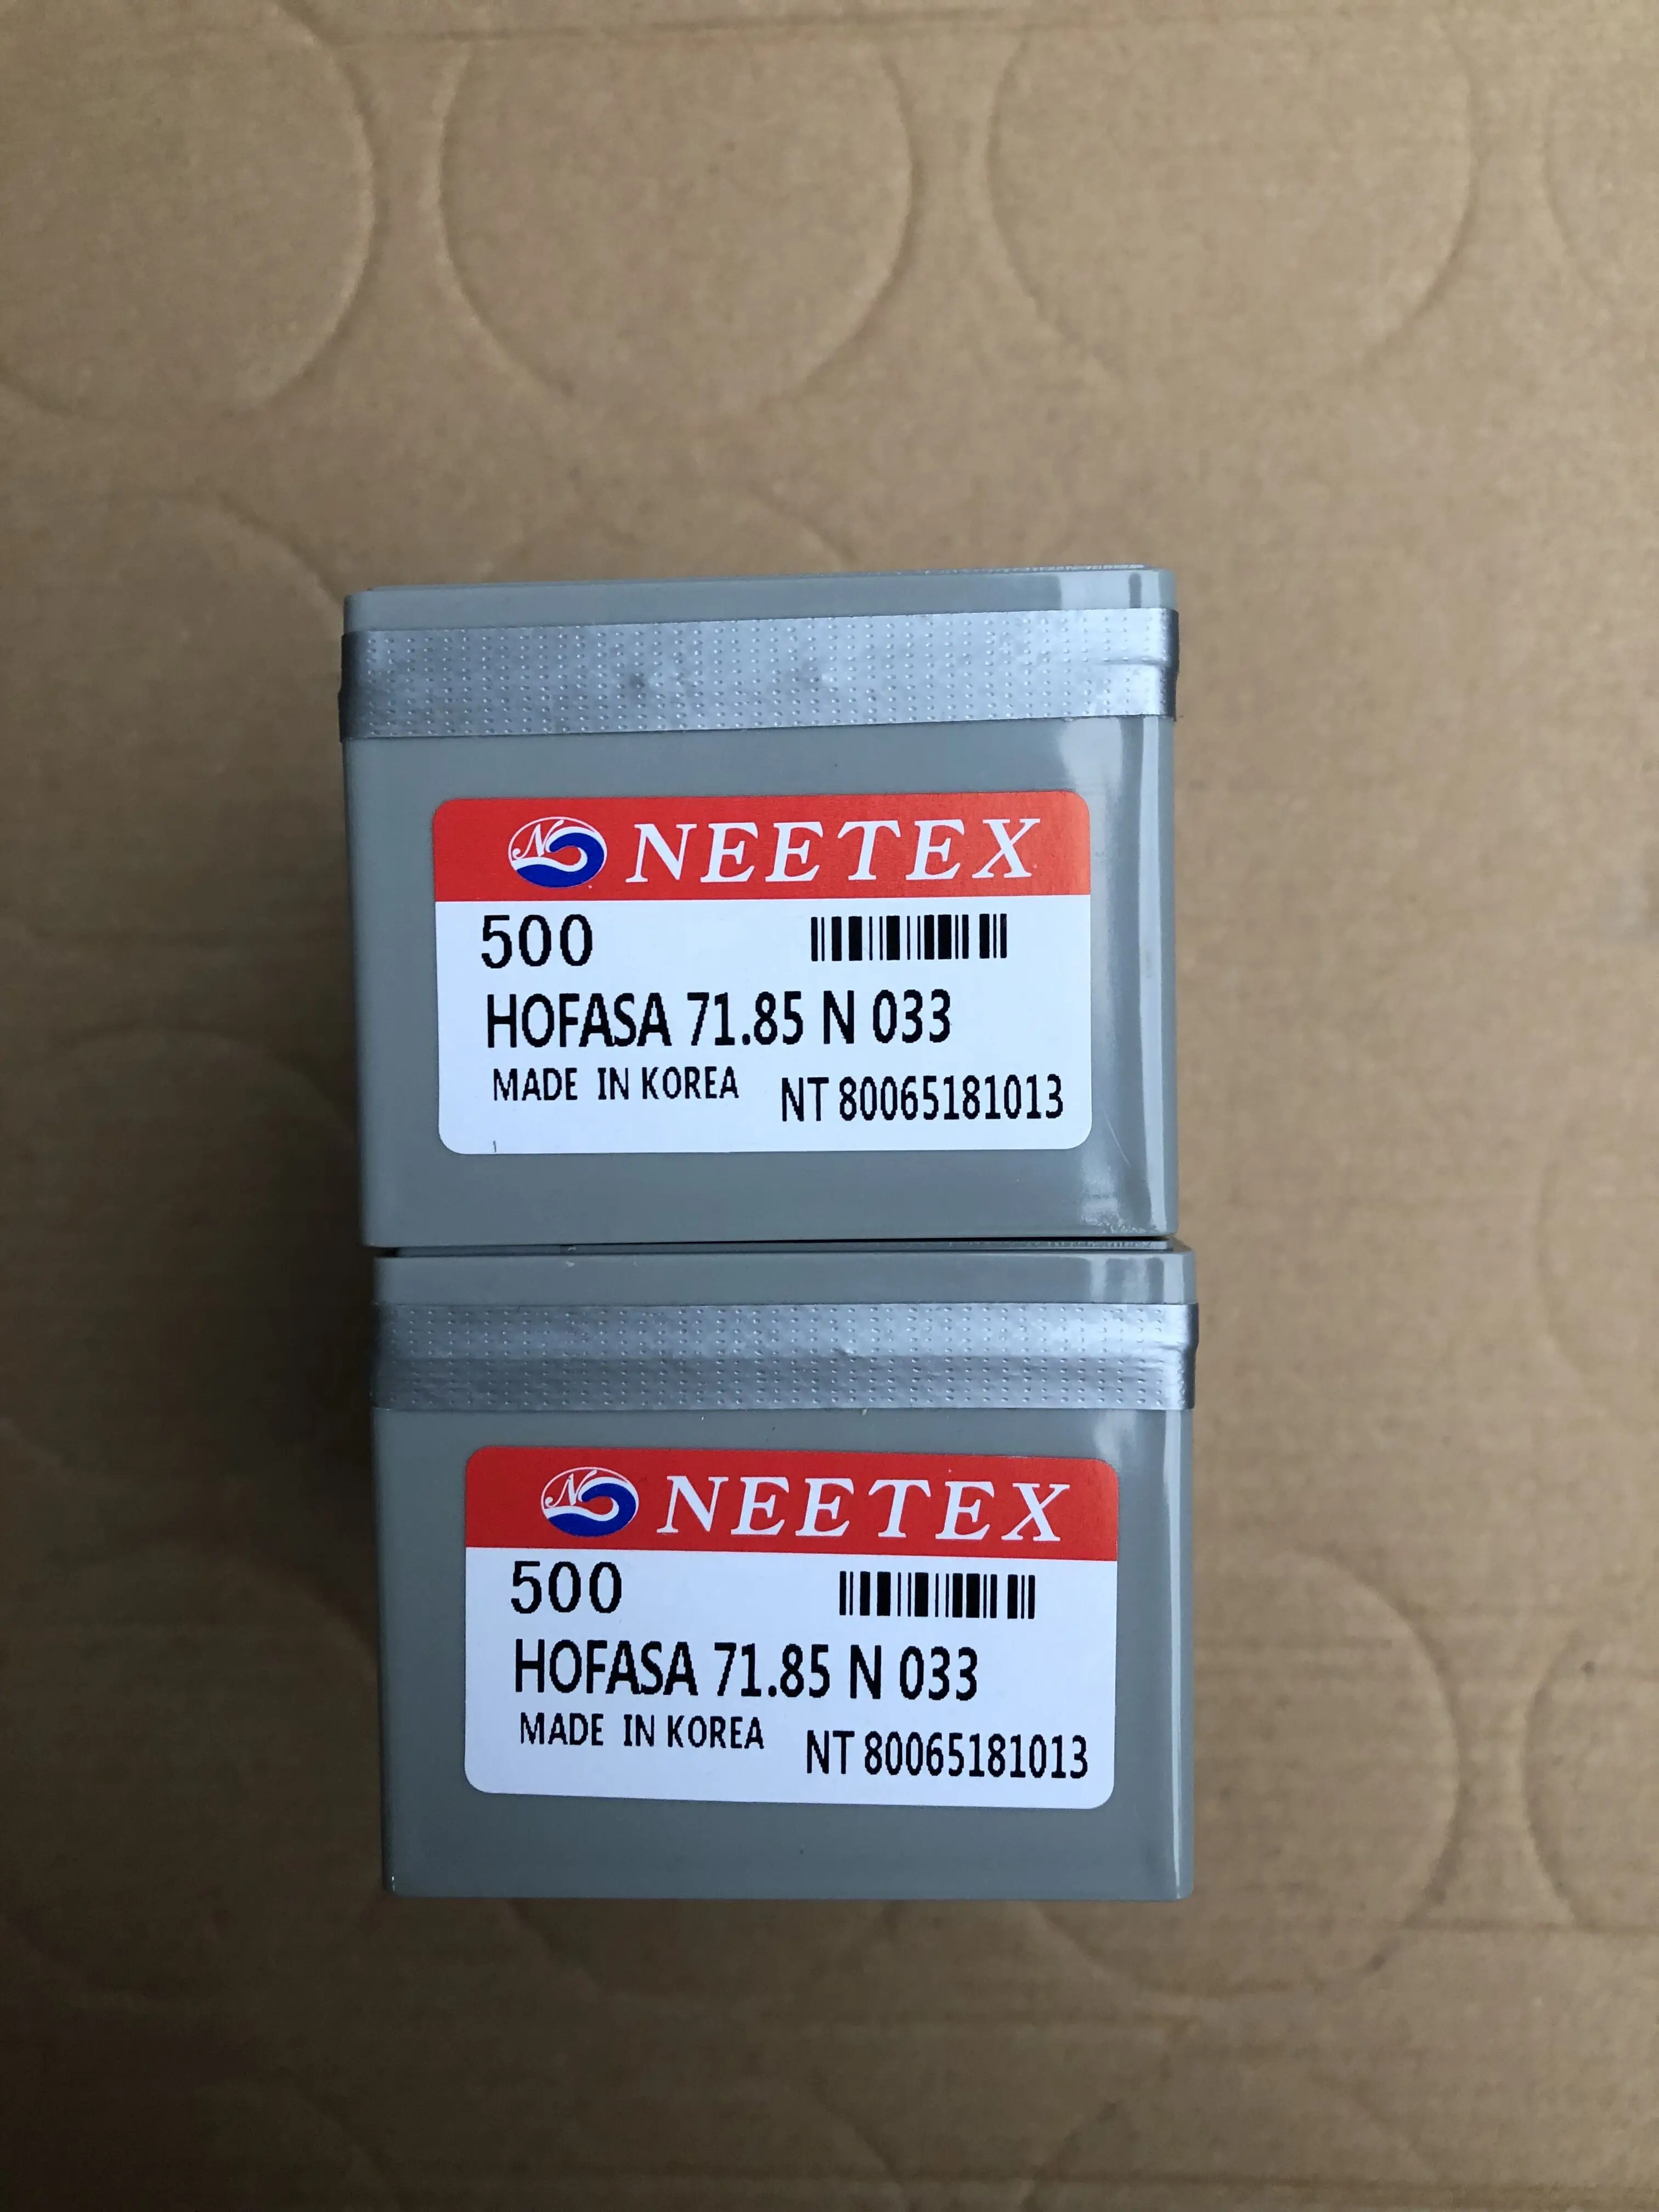 N NEETEX
500
HOFASA 71.85 N 033
MADE IN KOREA NT 80065181013
N NEETEX
500
HOFASA 71.85 N 033
MADE IN KOREA NT 80065181013